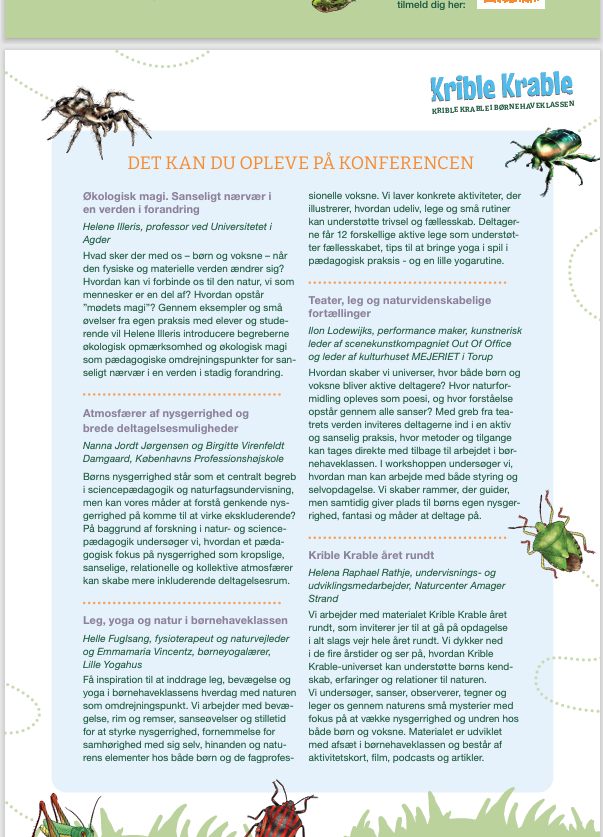 tilmeld dig her:
Krible Krable
KRIBLE KRABLE I BØRNEHAVEKLASSEN
DET KAN DU OPLEVE PÅ KONFERENCEN
Økologisk magi. Sanseligt nærvær i
en verden i forandring
Helene Illeris, professor ved Universitetet i
Agder
Hvad sker der med os – børn og voksne – når
den fysiske og materielle verden ændrer sig?
Hvordan kan vi forbinde os til den natur, vi som
mennesker er en del af? Hvordan opstår
”mødets magi”? Gennem eksempler og små
øvelser fra egen praksis med elever og stude-
rende vil Helene Illeris introducere begreberne
økologisk opmærksomhed og økologisk magi
som pædagogiske omdrejningspunkter for san-
seligt nærvær i en verden i stadig forandring.
Atmosfærer af nysgerrighed og
brede deltagelsesmuligheder
Nanna Jordt Jørgensen og Birgitte Virenfeldt
Damgaard, Københavns Professionshøjskole
Børns nysgerrighed står som et centralt begreb
i sciencepædagogik og naturfagsundervisning,
men kan vores måder at forstå genkende nys-
gerrighed på komme til at virke ekskluderende?
På baggrund af forskning i natur- og science-
pædagogik undersøger vi, hvordan et pæda-
gogisk fokus på nysgerrighed som kropslige,
sanselige, relationelle og kollektive atmosfærer
kan skabe mere inkluderende deltagelsesrum.
Leg, yoga og natur i børnehaveklassen
Helle Fuglsang, fysioterapeut og naturvejleder
og Emmamaria Vincentz, børneyogalærer,
Lille Yogahus
Få inspiration til at inddrage leg, bevægelse og
yoga i børnehaveklassens hverdag med naturen
som omdrejningspunkt. Vi arbejder med bevæ-
gelse, rim og remser, sanseøvelser og stilletid
for at styrke nysgerrighed, fornemmelse for
samhørighed med sig selv, hinanden og natu-
rens elementer hos både børn og de fagprofes-
sionelle voksne. Vi laver konkrete aktiviteter, der
illustrerer, hvordan udeliv, lege og små rutiner
kan understøtte trivsel og fællesskab. Deltager-
ne får 12 forskellige aktive lege som understøt-
ter fællesskabet, tips til at bringe yoga i spil i
pædagogisk praksis - og en lille yogarutine.
Teater, leg og naturvidenskabelige
fortællinger
Ilon Lodewijks, performance maker, kunstnerisk
leder af scenekunstkompagniet Out Of Office
og leder af kulturhuset MEJERIET i Torup
Hvordan skaber vi universer, hvor både børn og
voksne bliver aktive deltagere? Hvor naturfor-
midling opleves som poesi, og hvor forståelse
opstår gennem alle sanser? Med greb fra tea-
trets verden inviteres deltagerne ind i en aktiv
og sanselig praksis, hvor metoder og tilgange
kan tages direkte med tilbage til arbejdet i bør-
nehaveklassen. I workshoppen undersøger vi,
hvordan man kan arbejde med både styring og
selvopdagelse. Vi skaber rammer, der guider,
men samtidig giver plads til børns egen nysger-
righed, fantasi og måder at deltage på.
Krible Krable året rundt
Helena Raphael Rathje, undervisnings- og
udviklingsmedarbejder, Naturcenter Amager
Strand
Vi arbejder med materialet Krible Krable året
rundt, som inviterer jer til at gå på opdagelse
i alt slags vejr hele året rundt. Vi dykker ned
i de fire årstider og ser på, hvordan Krible
Krable-universet kan understøtte børns kend-
skab, erfaringer og relationer til naturen.
Vi undersøger, sanser, observerer, tegner og
leger os gennem naturens små mysterier med
fokus på at vække nysgerrighed og undren hos
både børn og voksne. Materialet er udviklet
med afsæt i børnehaveklassen og består af
aktivitetskort, film, podcasts og artikler.